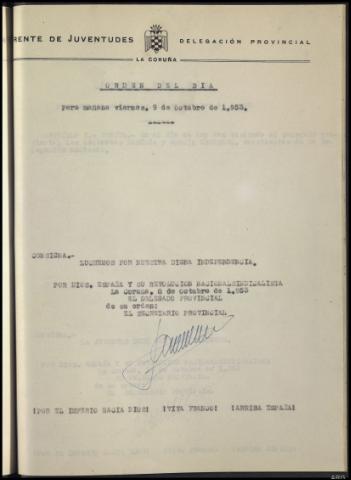 FRENTE DE JUVENTUDES DELEGACIÓN PROVINCIAL
LA CORUÑA
ORDEN DEL DIA
para mañana viernes, 9 de octubre de 1.953.
CONSIGNA.-
LUCHEMOS POR NUESTRA DIGNA INDEPENDENCIA.
POR DIOS, ESPAÑA Y SU REVOLUCION NACIONALSINDICALISTA
La Coruña, 8 de octubre de 1.953
EL DELEGADO PROVINCIAL
de su orden:
EL SECRETARIO PROVINCIAL
¡POR EL IMPERIO HACIA DIOS! ¡VIVA FRANCO! ¡ARRIBA ESPAÑA!